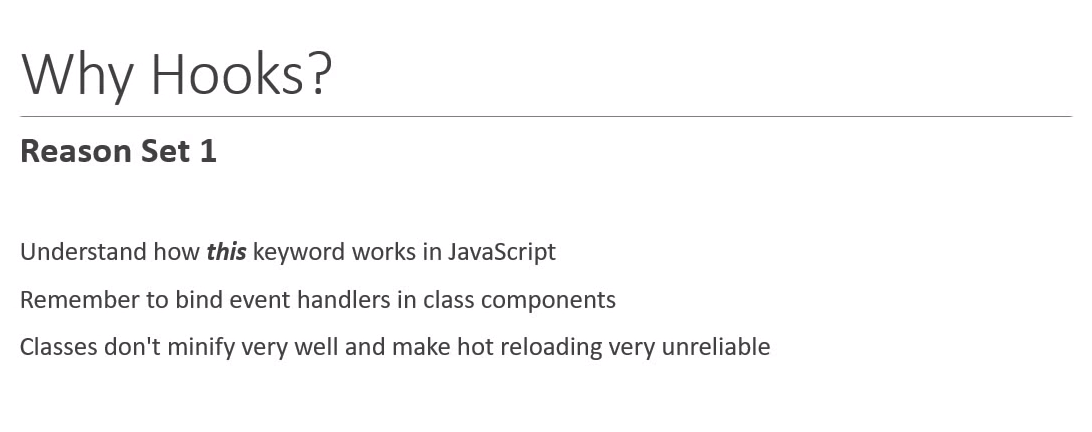 Why Hooks?
Reason Set 1
Understand how this keyword works in JavaScript
Remember to bind event handlers in class components
Classes don't minify very well and make hot reloading very unreliable